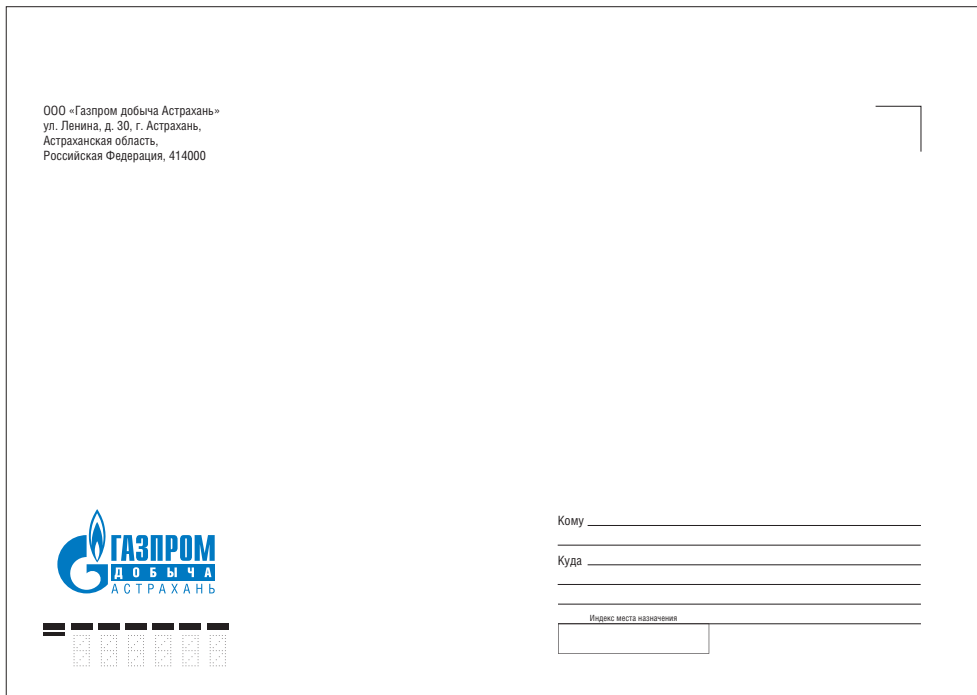 ООО «Газпром добыча Астрахань»
ул. Ленина, д. 30, г. Астрахань,
Астраханская область,
Российская Федерация, 414000
ГАЗПРОМ
ДОБЫЧА
АСТРАХАНЬ
Кому
Куда
Индекс места назначения